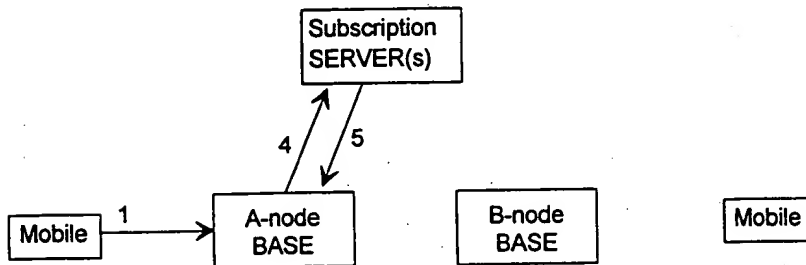 Subscription
SERVER(s)
4
5
1
Mobile
A-node
BASE
B-node
BASE
Mobile